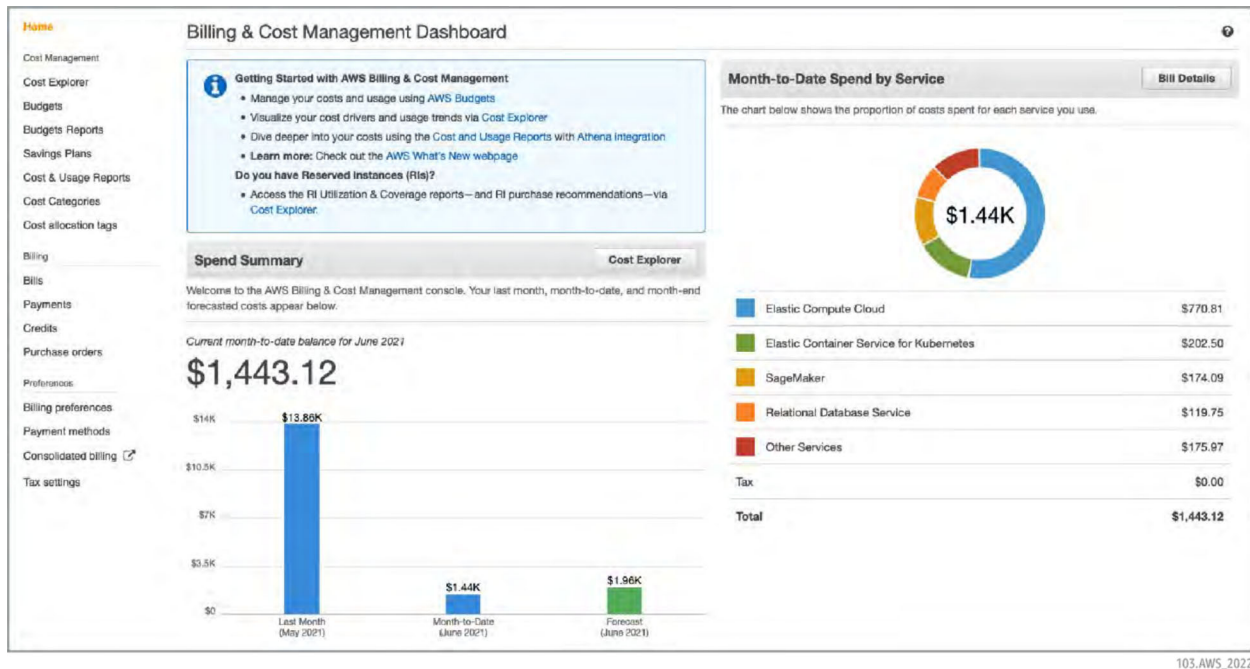 Home
Cost Management
Cost Explorer
Budgets
Budgets Reports
Savings Plans
Cost & Usage Reports
Cost Categories
Cost allocation tags
Billing
Bills
Payments
Credits
Purchase orders
Preferences
Billing preferences
Payment methods
Consolidated billing
Tax settings
Billing & Cost Management Dashboard
Getting Started with AWS Billing & Cost Management
• Manage your costs and usage using AWS Budgets
• Visualize your cost drivers and usage trends via Cost Explorer
• Dive deeper into your costs using the Cost and Usage Reports with Athena integration
• Learn more: Check out the AWS What's New webpage
Do you have Reserved Instances (RIs)?
• Access the RI Utilization & Coverage reports—and RI purchase recommendations—via
Cost Explorer.
Spend Summary
Cost Explorer
Welcome to the AWS Billing & Cost Management console. Your last month, month-to-date, and month-end
forecasted costs appear below.
Current month-to-date balance for June 2021
$1,443.12
$14K
$10.5K
$7K
$3.5K
$0
$13.86K
$1.44K
$1.96K
Last Month
(May 2021)
Month-to-Date
(June 2021)
Forecast
(June 2021)
Month-to-Date Spend by Service
Bill Details
The chart below shows the proportion of costs spent for each service you use.
$1.44K
Elastic Compute Cloud $770.81
Elastic Container Service for Kubernetes $202.50
SageMaker $174.09
Relational Database Service $119.75
Other Services $175.97
Tax $0.00
Total $1,443.12
103.AWS_2022